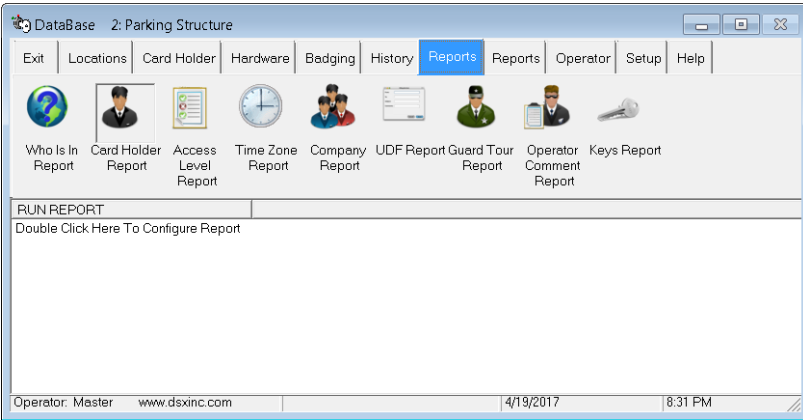 DataBase 2: Parking Structure
Exit Locations Card Holder Hardware Badging History Reports Reports Operator Setup Help
Who Is In Report
Card Holder Report
Access Level Report
Time Zone Report
Company Report
UDF Report
Guard Tour Report
Operator Comment Report
Keys Report
RUN REPORT
Double Click Here To Configure Report
Operator: Master www.dsxinc.com 4/19/2017 8:31 PM